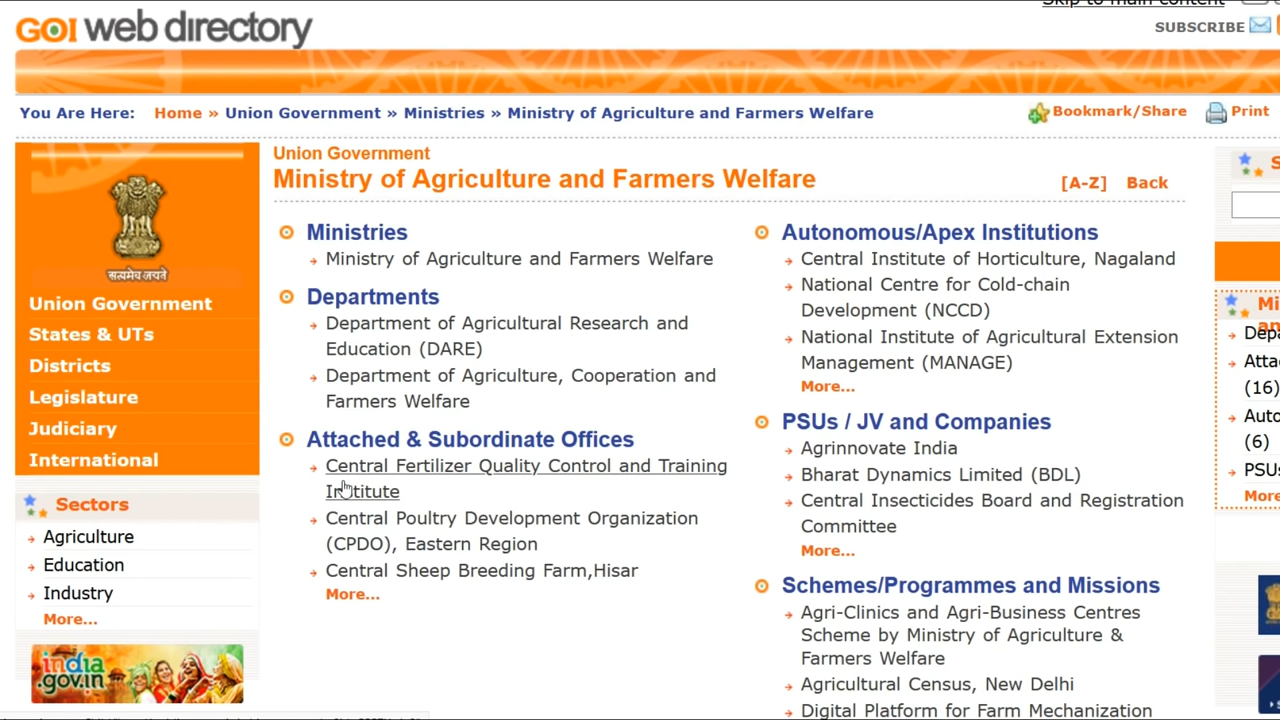 Skip to main content
GOI web directory
SUBSCRIBE
You Are Here: Home » Union Government » Ministries » Ministry of Agriculture and Farmers Welfare
Bookmark/Share
Print
सत्यमेव जयते
Union Government
States & UTs
Districts
Legislature
Judiciary
International
Sectors
Agriculture
Education
Industry
More...
india
.gov.in
Union Government
Ministry of Agriculture and Farmers Welfare
[A-Z] Back
Ministries
Ministry of Agriculture and Farmers Welfare
Departments
Department of Agricultural Research and
Education (DARE)
Department of Agriculture, Cooperation and
Farmers Welfare
Attached & Subordinate Offices
Central Fertilizer Quality Control and Training
Institute
Central Poultry Development Organization
(CPDO), Eastern Region
Central Sheep Breeding Farm,Hisar
More...
Autonomous/Apex Institutions
Central Institute of Horticulture, Nagaland
National Centre for Cold-chain
Development (NCCD)
National Institute of Agricultural Extension
Management (MANAGE)
More...
PSUs / JV and Companies
Agrinnovate India
Bharat Dynamics Limited (BDL)
Central Insecticides Board and Registration
Committee
More...
Schemes/Programmes and Missions
Agri-Clinics and Agri-Business Centres
Scheme by Ministry of Agriculture &
Farmers Welfare
Agricultural Census, New Delhi
Digital Platform for Farm Mechanization
S
Mi
an
Depa
Atta
(16)
Auto
(6)
PSUs
More